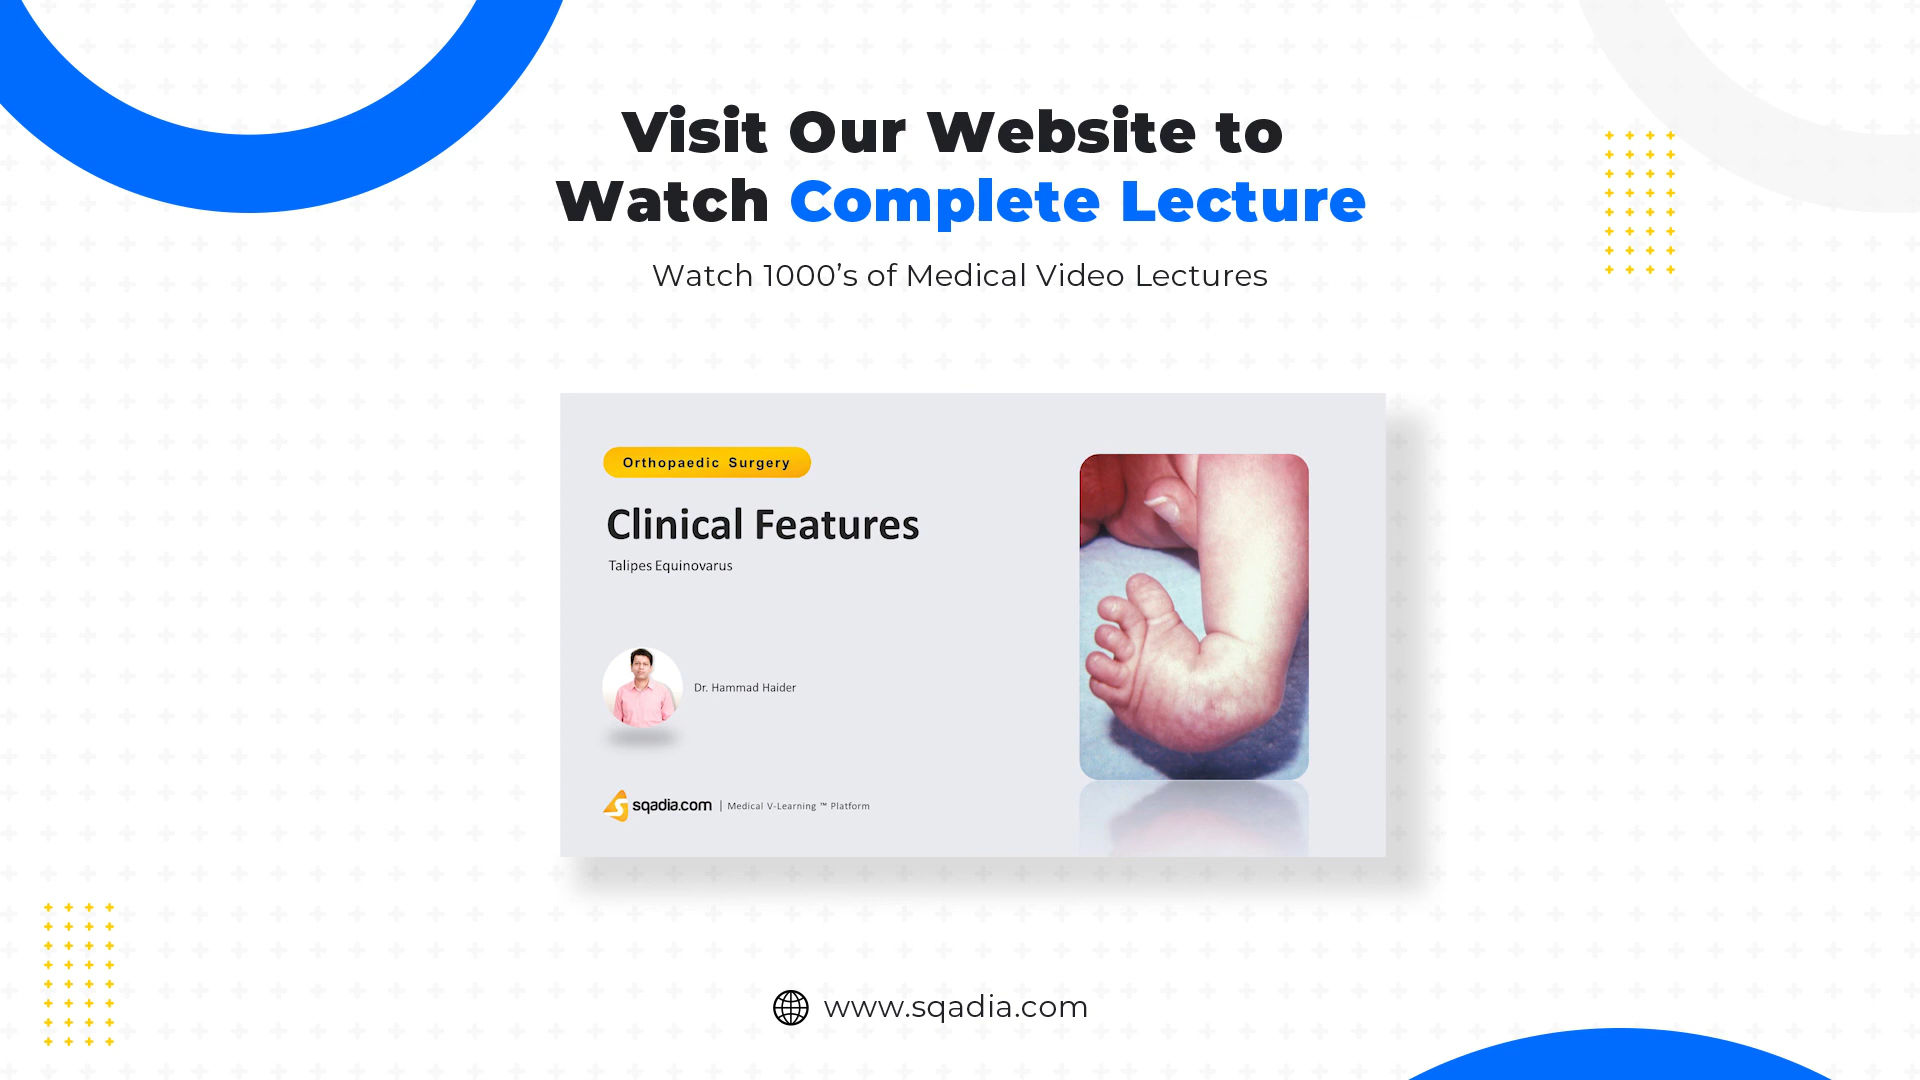 Visit Our Website to
Watch Complete Lecture
Watch 1000’s of Medical Video Lectures
Orthopaedic Surgery
Clinical Features
Talipes Equinovarus
Dr. Hammad Haider
sqadia.com | Medical V-Learning ™ Platform
www.sqadia.com